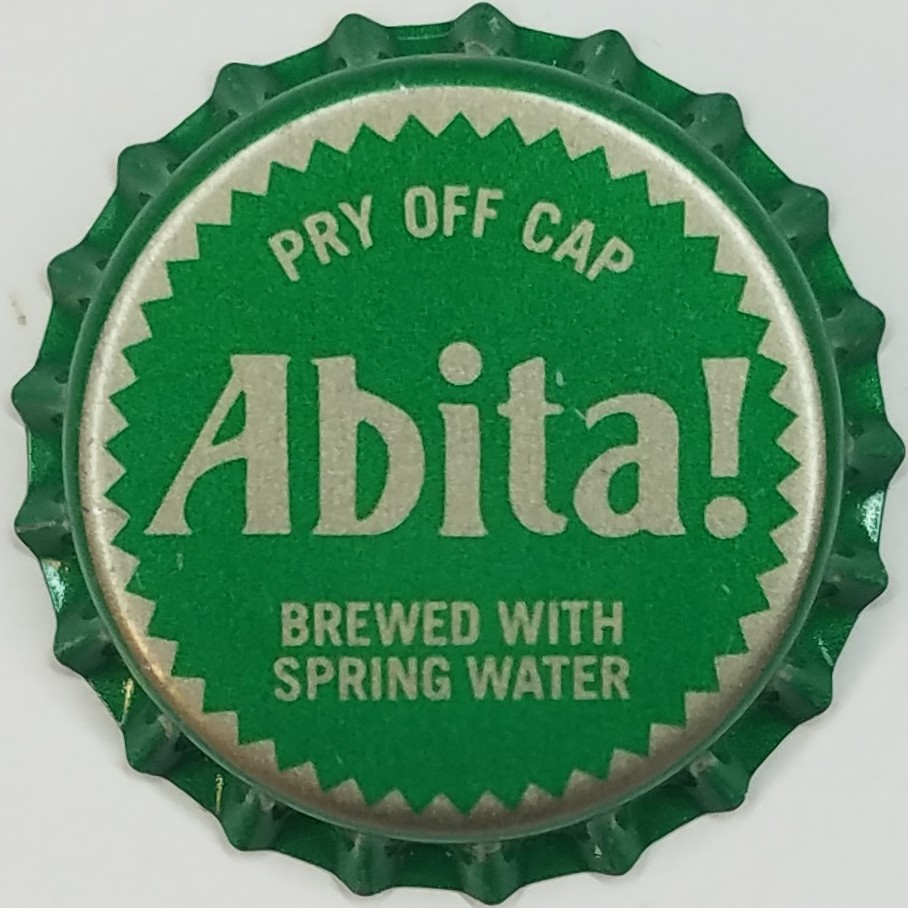 PRY OFF CAP
Abita!
BREWED WITH
SPRING WATER